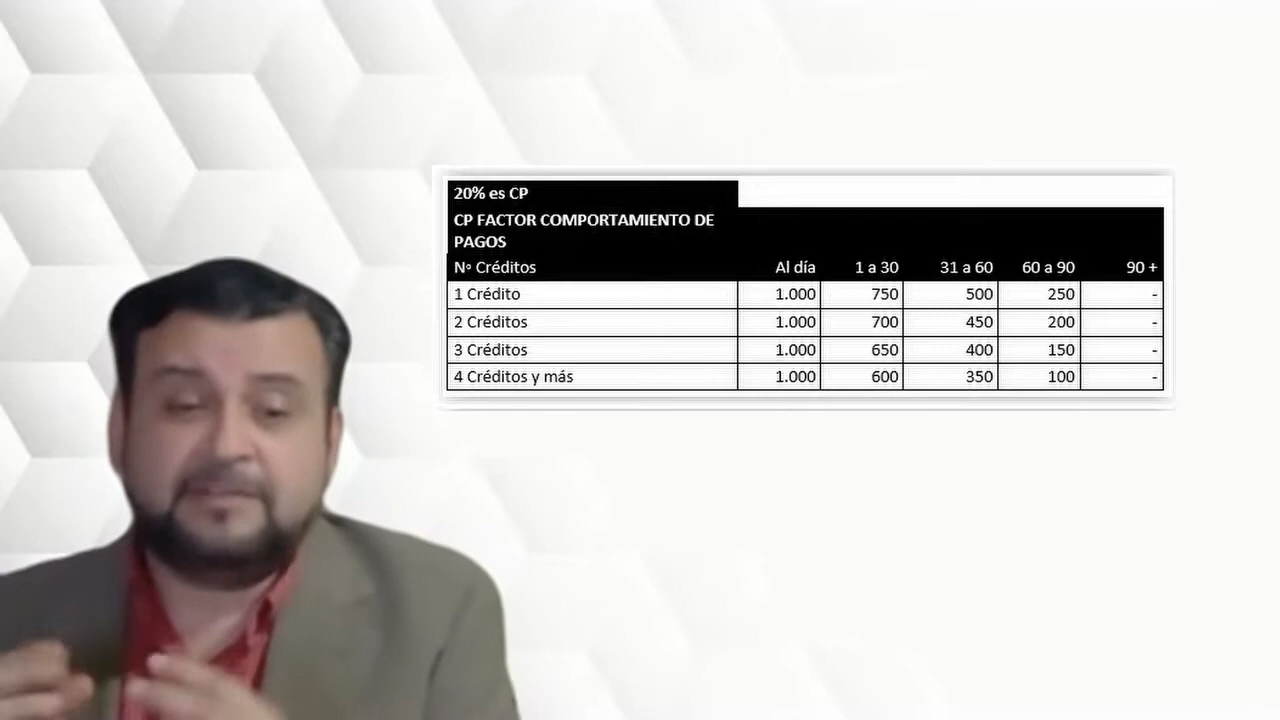 20% es CP
CP FACTOR COMPORTAMIENTO DE
PAGOS
Nº Créditos Al día 1 a 30 31 a 60 60 a 90 90 +
1 Crédito 1.000 750 500 250 -
2 Créditos 1.000 700 450 200 -
3 Créditos 1.000 650 400 150 -
4 Créditos y más 1.000 600 350 100 -